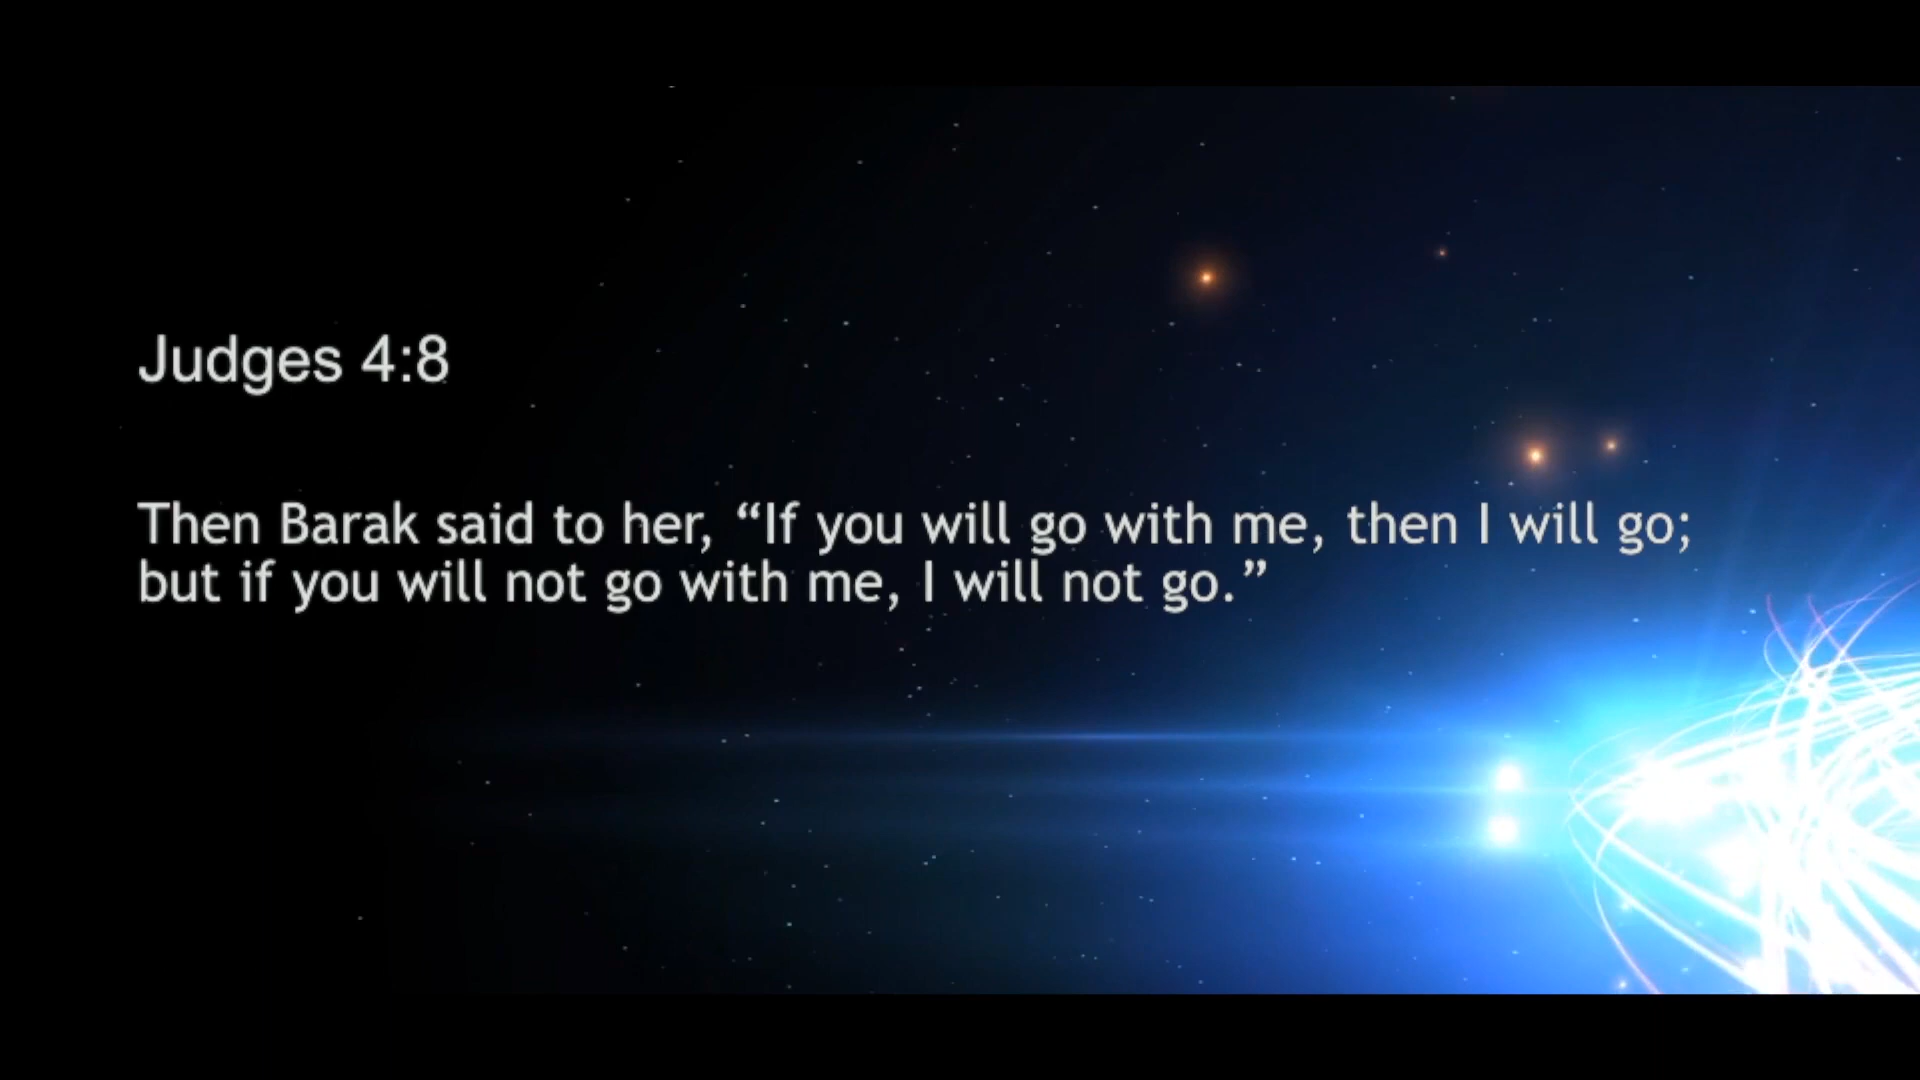 Judges 4:8
Then Barak said to her, “If you will go with me, then I will go;
but if you will not go with me, I will not go.”